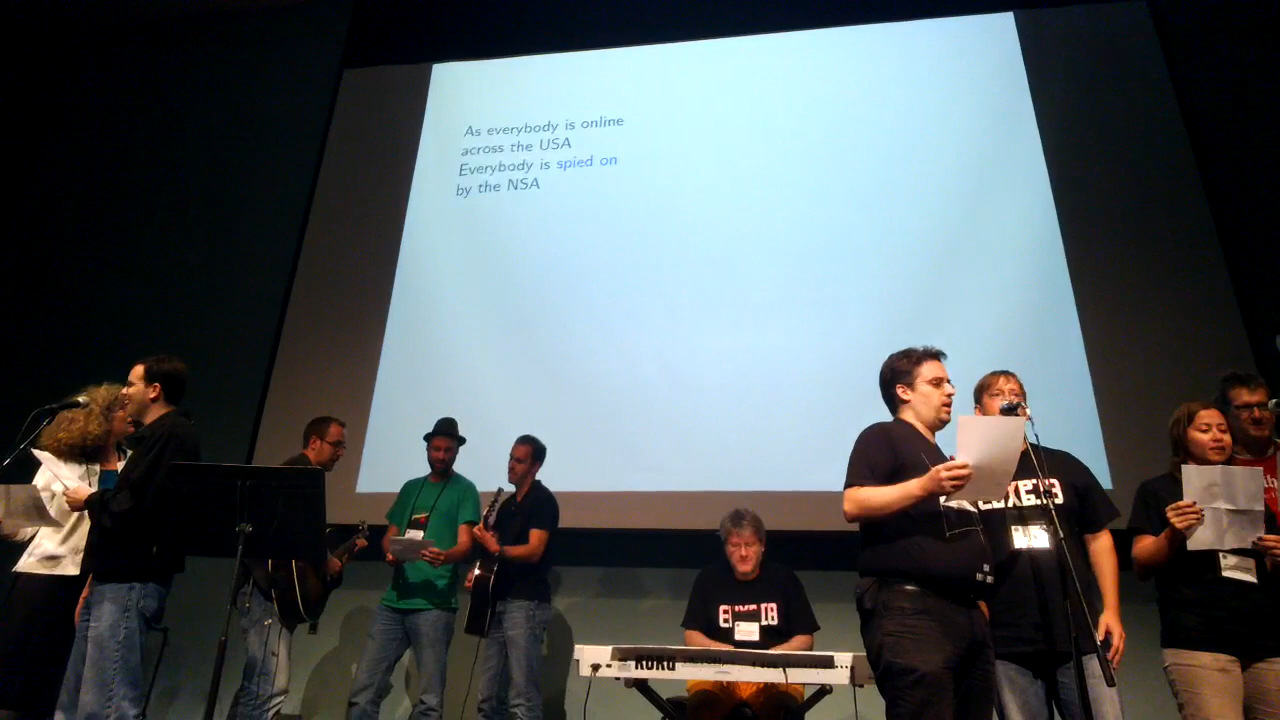 As everybody is online
across the USA
Everybody is spied on
by the NSA
KORG